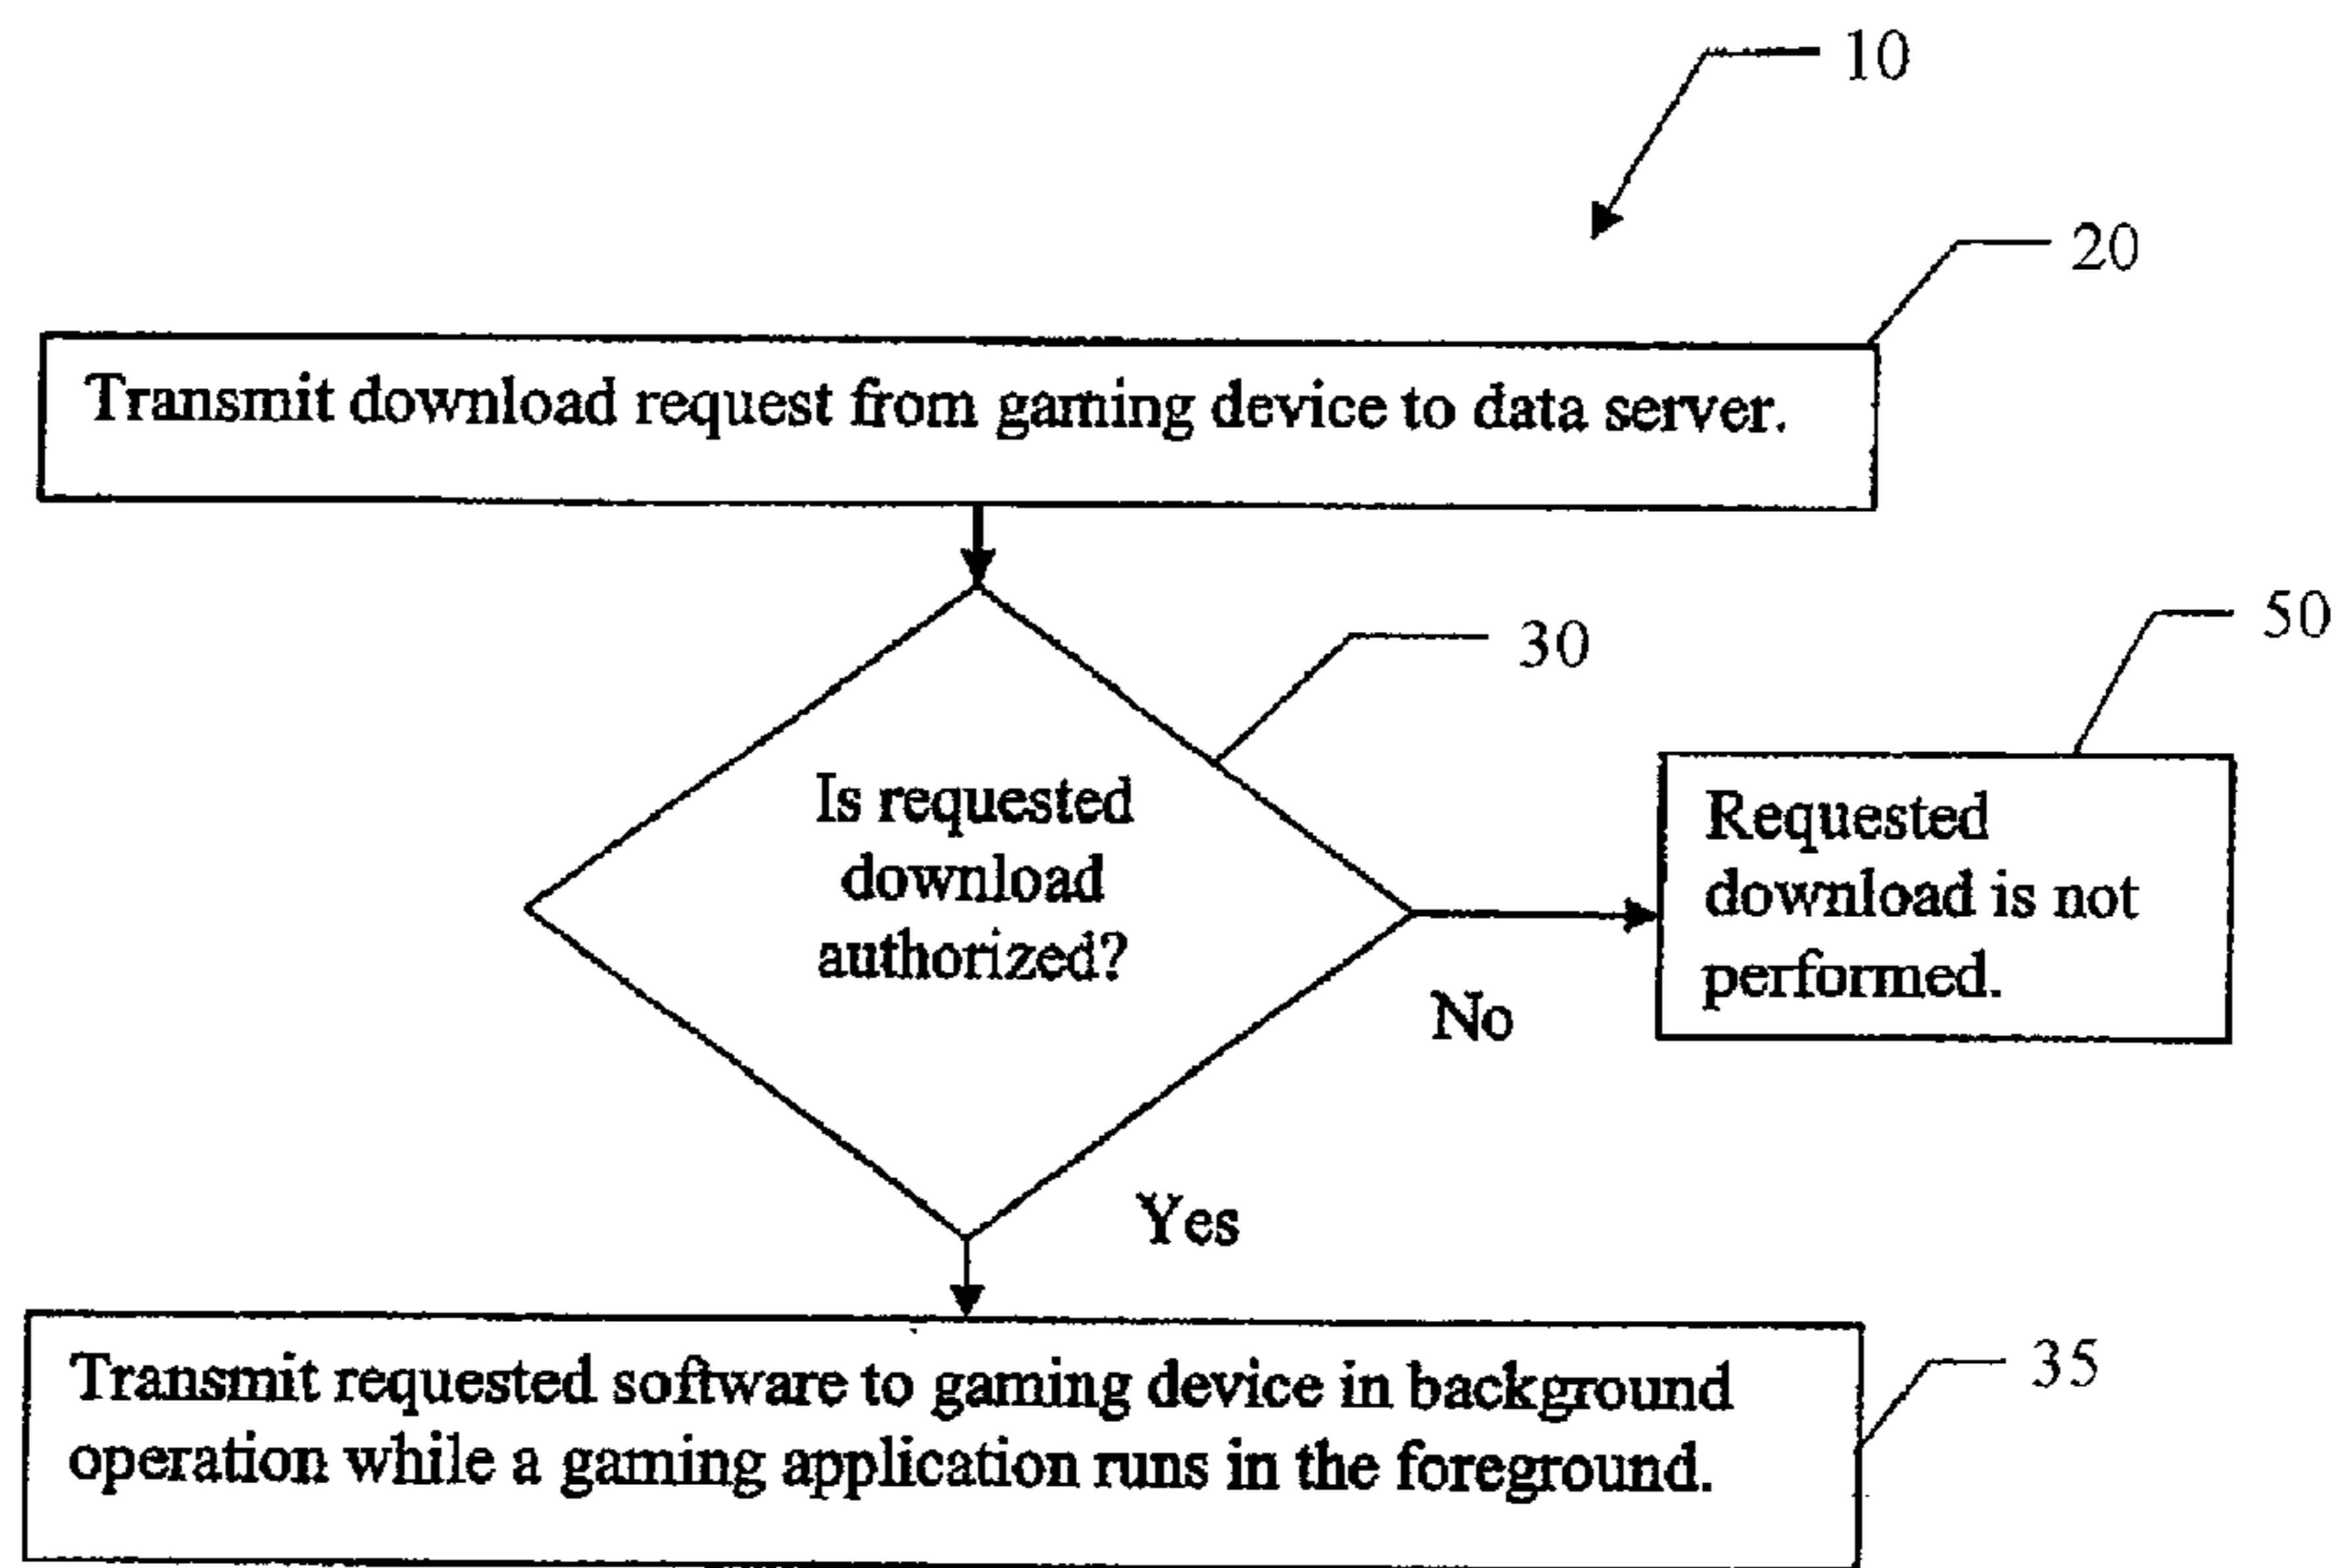 10
20
Transmit download request from gaming device to data server.
30
50
Is requested
download
authorized?
Requested
download is not
performed.
No
Yes
35
Transmit requested software to gaming device in background
operation while a gaming application runs in the foreground.